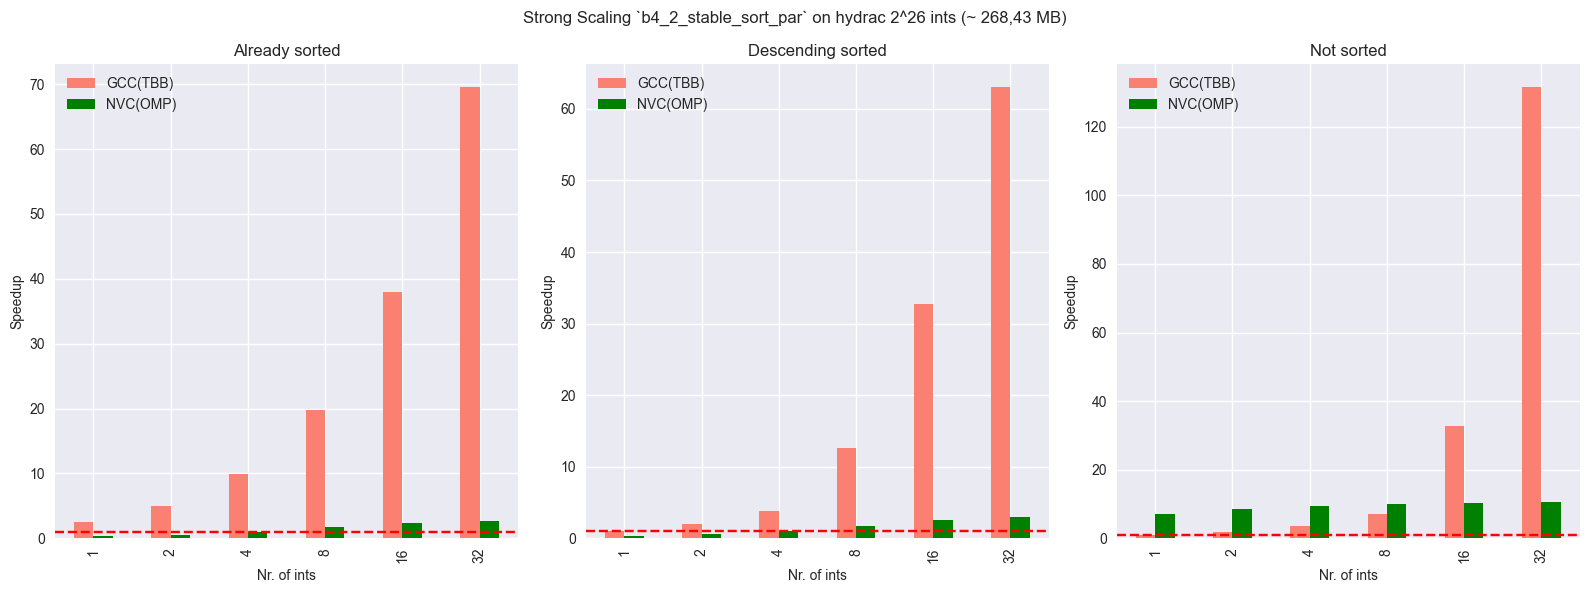 Strong Scaling `b4_2_stable_sort_par` on hydrac 2^26 ints (~ 268,43 MB)
Already sorted
GCC(TBB)
NVC(OMP)
Speedup
70
60
50
40
30
20
10
0
1 2 4 8 16 32
Nr. of ints
Descending sorted
GCC(TBB)
NVC(OMP)
Speedup
60
50
40
30
20
10
0
1 2 4 8 16 32
Nr. of ints
Not sorted
GCC(TBB)
NVC(OMP)
Speedup
120
100
80
60
40
20
0
1 2 4 8 16 32
Nr. of ints